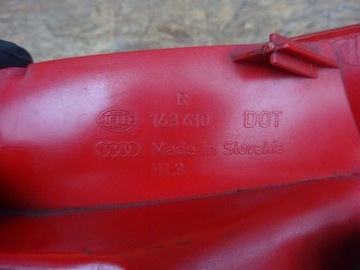 R
HELLA 163 610 DOT
Made in Slovakia
HL3